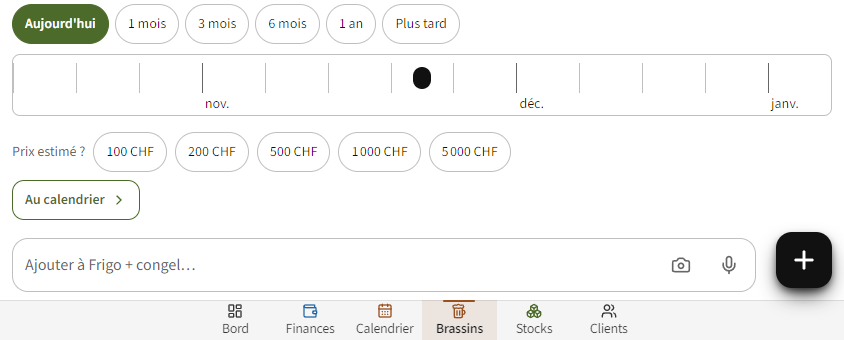 Aujourd'hui 1 mois 3 mois 6 mois 1 an Plus tard
nov. déc. janv.
Prix estimé ? 100 CHF 200 CHF 500 CHF 1 000 CHF 5 000 CHF
Au calendrier
Ajouter à Frigo + congel…
Bord Finances Calendrier Brassins Stocks Clients